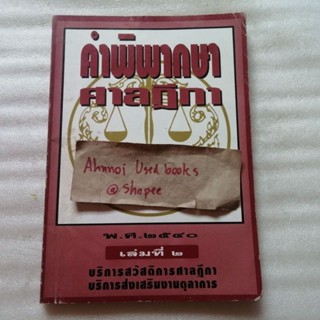 คำพิพากษา
ศาลฎีกา
Ahmoi Used books
@ Shopee
พ.ศ.๒๕๔๐
เล่มที่ ๒
บริการสวัสดิการศาลฎีกา
บริการส่งเสริมงานตุลาการ